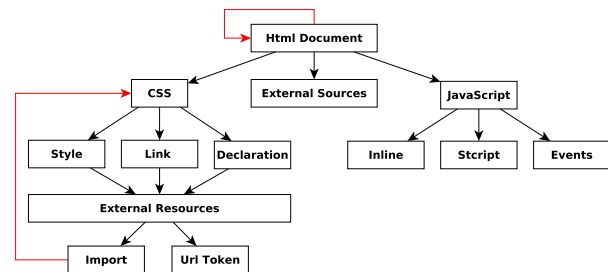 Html Document
CSS
External Sources
JavaScript
Style
Link
Declaration
Inline
Stcript
Events
External Resources
Import
Url Token